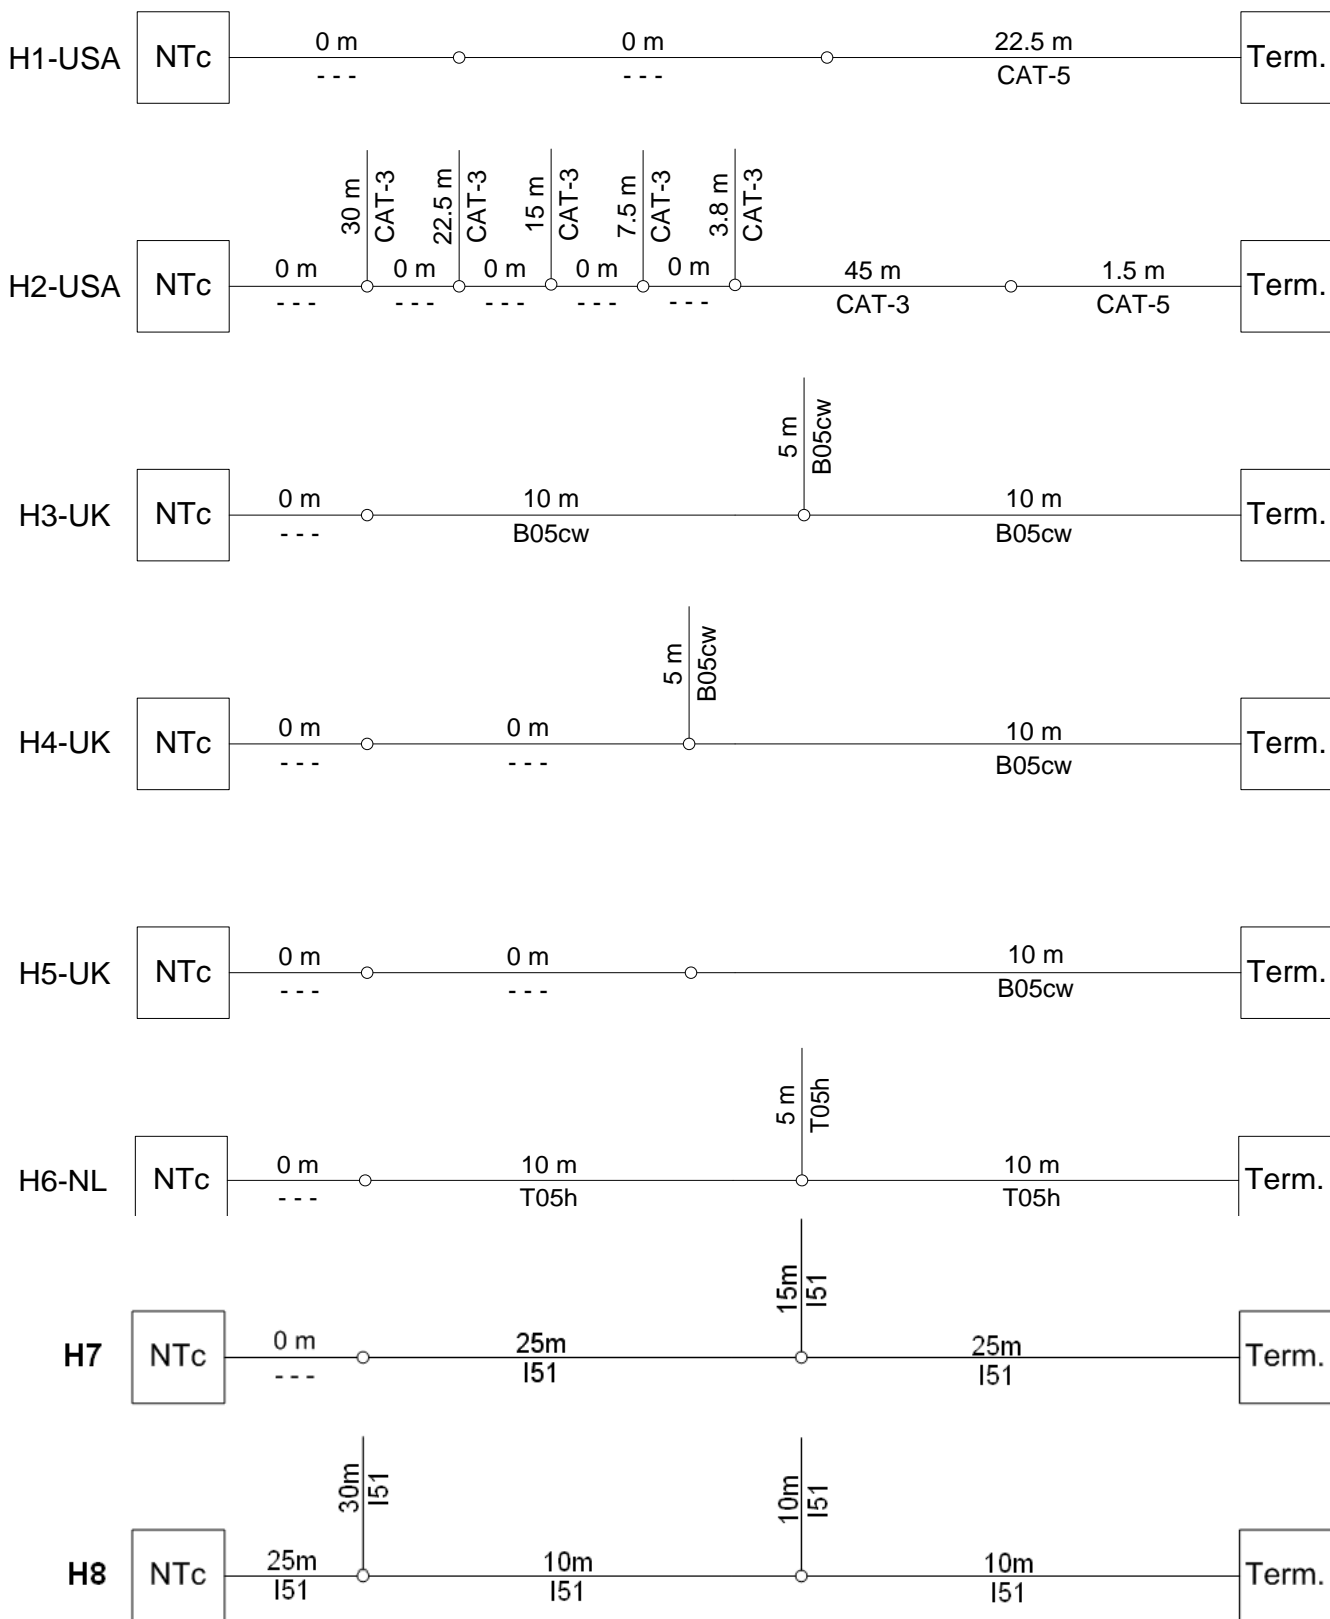 H1-USA NTc 0 m 0 m 22.5 m Term.
- - - - - - CAT-5
30 m CAT-3 22.5 m CAT-3 15 m CAT-3 7.5 m CAT-3 3.8 m CAT-3
H2-USA NTc 0 m 0 m 0 m 0 m 0 m 45 m 1.5 m Term.
- - - - - - - - - - - - - - - CAT-3 CAT-5
5 m B05cw
H3-UK NTc 0 m 10 m 10 m Term.
- - - B05cw B05cw
5 m B05cw
H4-UK NTc 0 m 0 m 10 m Term.
- - - - - - B05cw
H5-UK NTc 0 m 0 m 10 m Term.
- - - - - - B05cw
5 m T05h
H6-NL NTc 0 m 10 m 10 m Term.
- - - T05h T05h
15m I51
H7 NTc 0 m 25m 25m Term.
- - - I51 I51
30m I51 10m I51
H8 NTc 25m 10m 10m Term.
I51 I51 I51